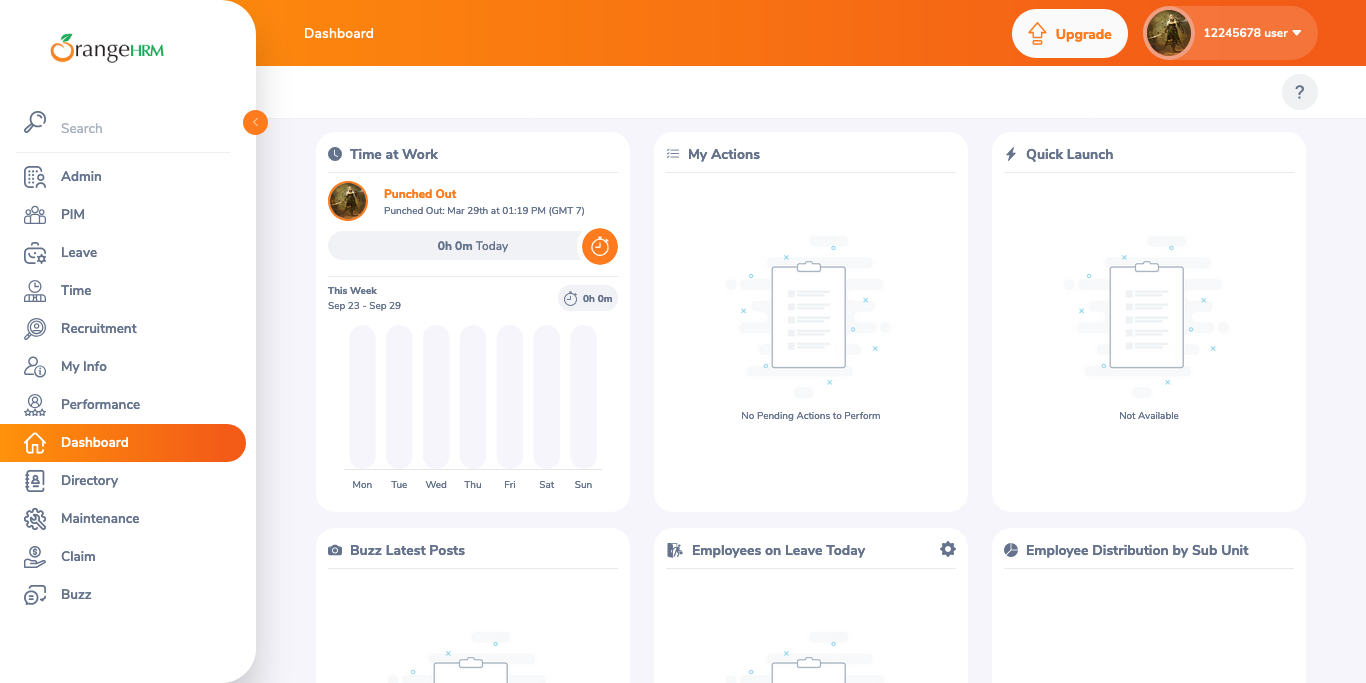 OrangeHRM
Dashboard
Upgrade
12245678 user
?
Search
Admin
PIM
Leave
Time
Recruitment
My Info
Performance
Dashboard
Directory
Maintenance
Claim
Buzz
Time at Work
Punched Out
Punched Out: Mar 29th at 01:19 PM (GMT 7)
0h 0m Today
This Week
Sep 23 - Sep 29
0h 0m
Mon Tue Wed Thu Fri Sat Sun
My Actions
No Pending Actions to Perform
Quick Launch
Not Available
Buzz Latest Posts
Employees on Leave Today
Employee Distribution by Sub Unit